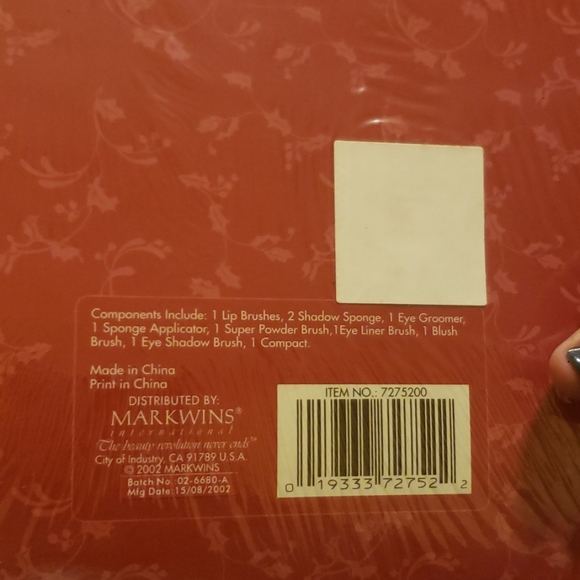 Components Include: 1 Lip Brushes, 2 Shadow Sponge, 1 Eye Groomer,
1 Sponge Applicator, 1 Super Powder Brush,1Eye Liner Brush, 1 Blush
Brush, 1 Eye Shadow Brush, 1 Compact.
Made in China
Print in China
DISTRIBUTED BY:
MARKWINS®
international
The beauty revolution never ends™
City of Industry, CA 91789 U.S.A.
© 2002 MARKWINS
Batch No. 02-6680-A
Mfg Date:15/08/2002
ITEM NO.: 7275200
0 19333 72752 2